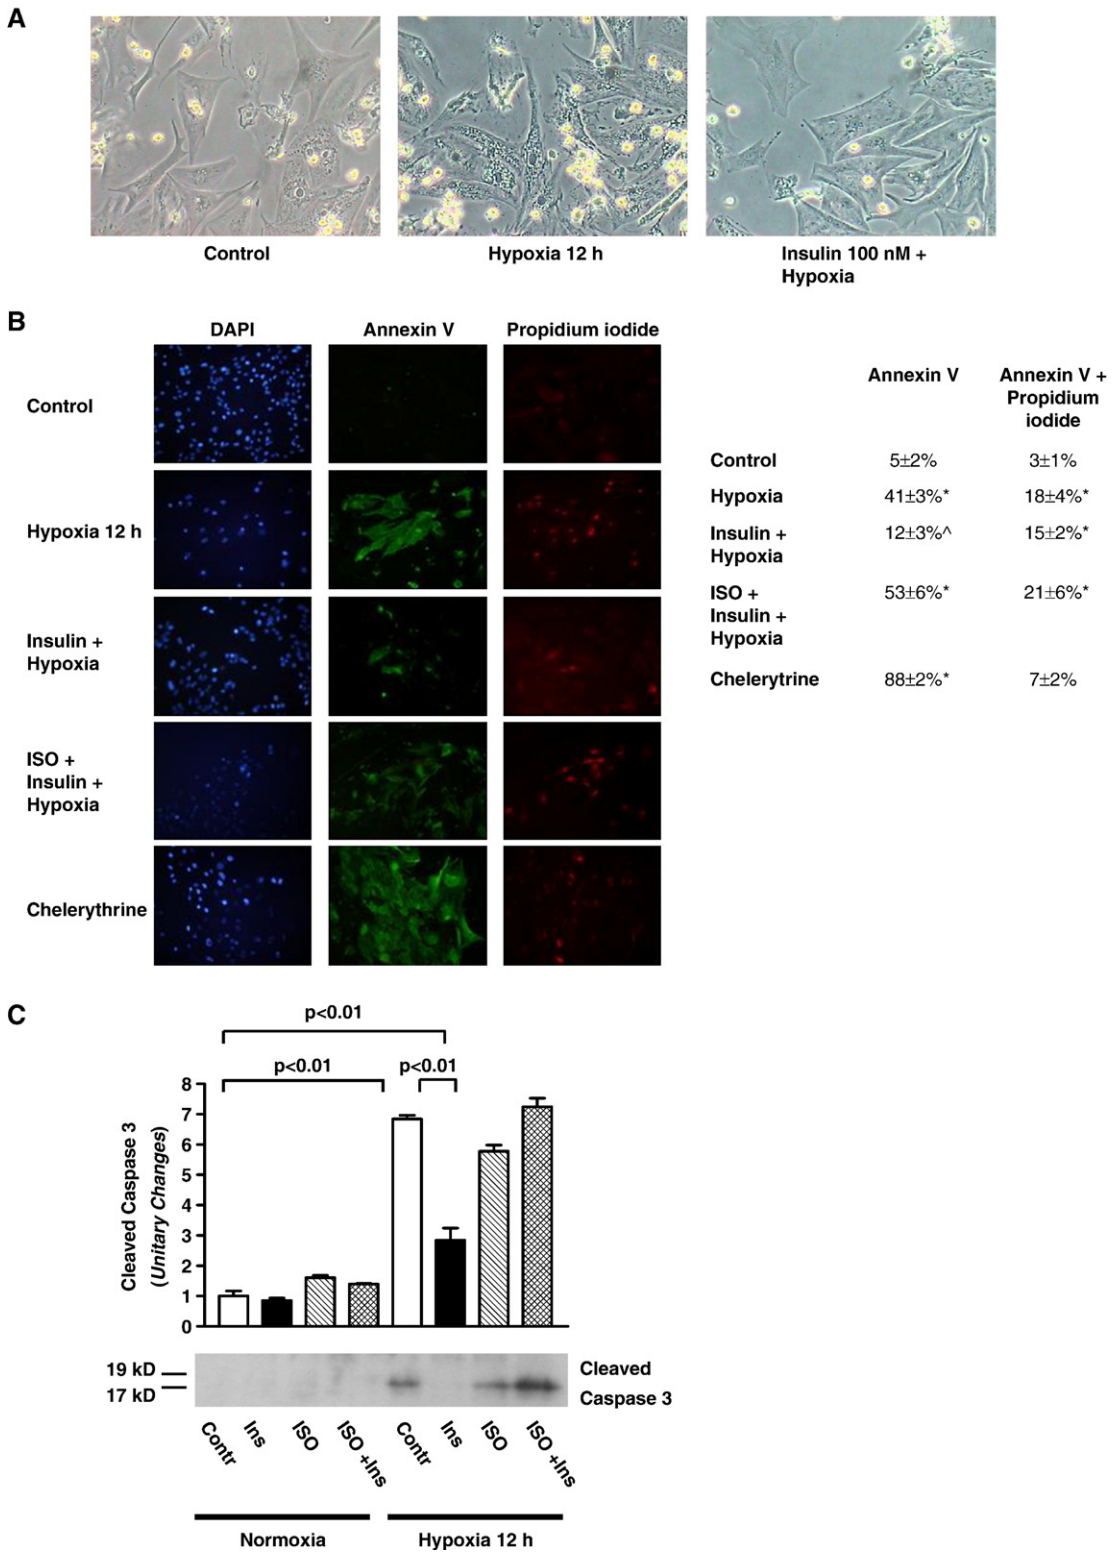 A
Control
Hypoxia 12 h
Insulin 100 nM +
Hypoxia
B
DAPI
Annexin V
Propidium iodide
Control
Hypoxia 12 h
Insulin +
Hypoxia
ISO +
Insulin +
Hypoxia
Chelerythrine
Annexin V
Annexin V +
Propidium
iodide
Control 5±2% 3±1%
Hypoxia 41±3%* 18±4%*
Insulin + 12±3%^ 15±2%*
Hypoxia
ISO + 53±6%* 21±6%*
Insulin +
Hypoxia
Chelerytrine 88±2%* 7±2%
C
p<0.01
p<0.01
p<0.01
Cleaved Caspase 3
(Unitary Changes)
8
7
6
5
4
3
2
1
0
19 kD
17 kD
Cleaved
Caspase 3
Contr
Ins
ISO
ISO
+Ins
Contr
Ins
ISO
ISO
+Ins
Normoxia
Hypoxia 12 h